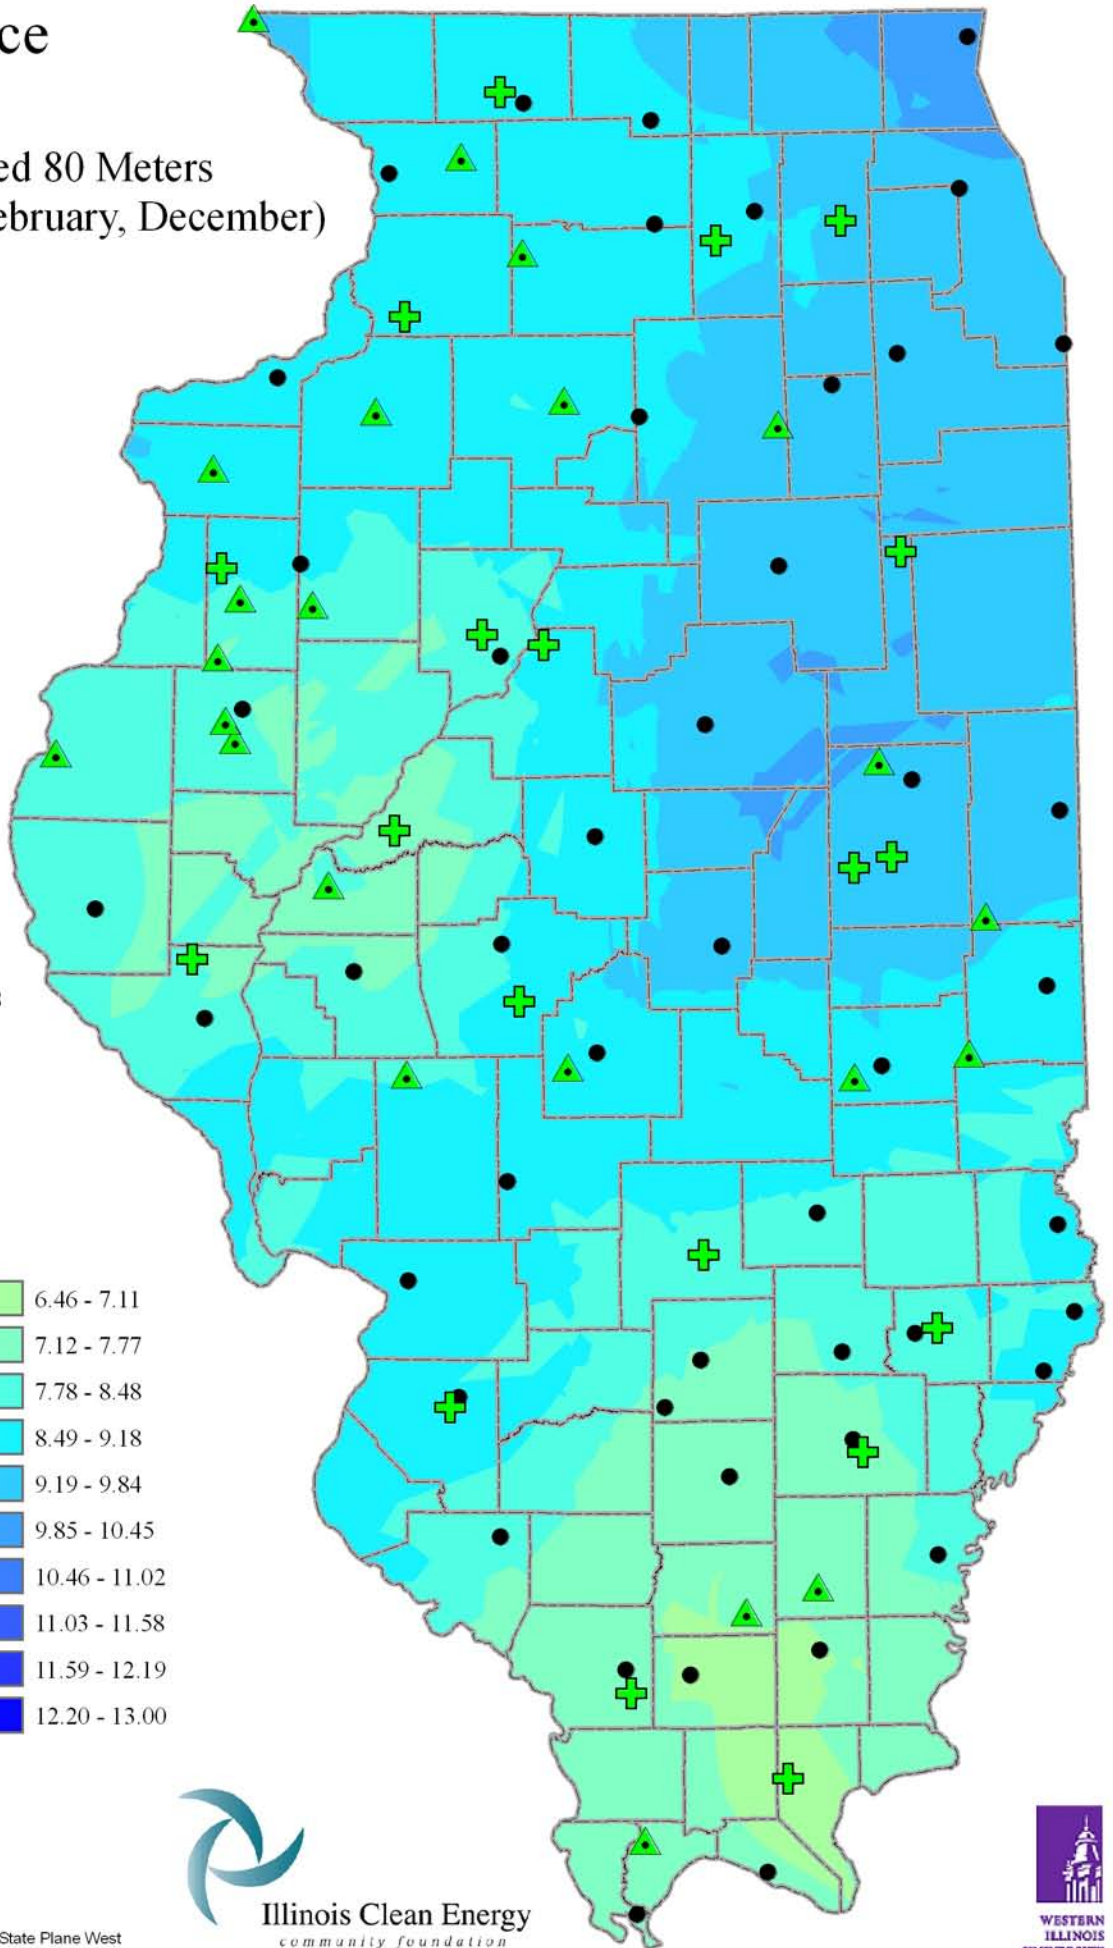 ce
ed 80 Meters
ebruary, December)
6.46 - 7.11
7.12 - 7.77
7.78 - 8.48
8.49 - 9.18
9.19 - 9.84
9.85 - 10.45
10.46 - 11.02
11.03 - 11.58
11.59 - 12.19
12.20 - 13.00
Illinois Clean Energy
community foundation
State Plane West
WESTERN
ILLINOIS